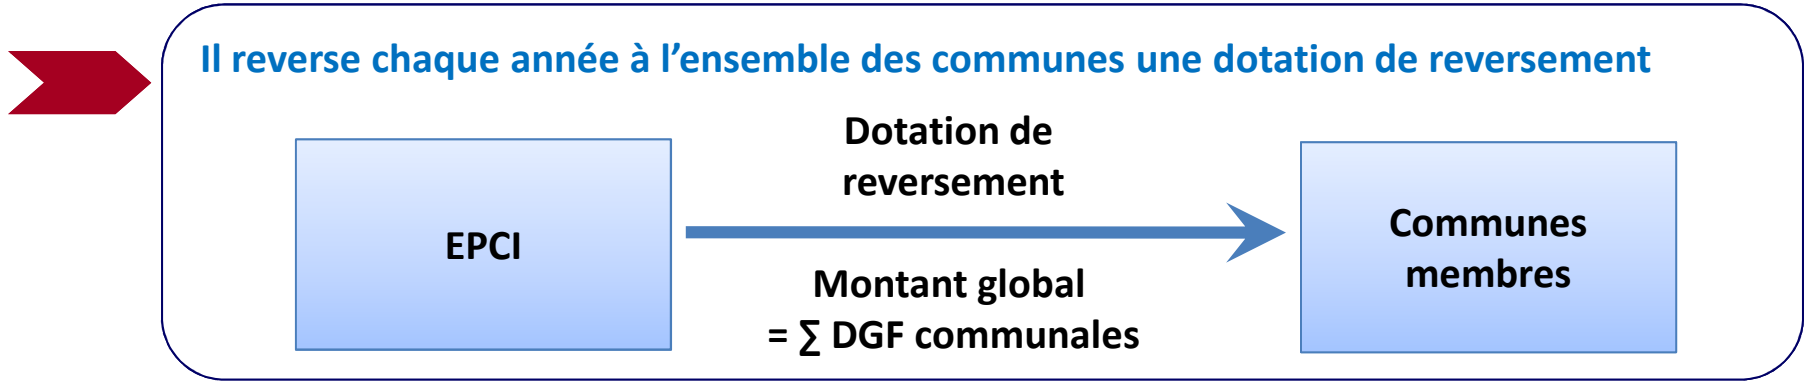 Il reverse chaque année à l’ensemble des communes une dotation de reversement
Dotation de
reversement
EPCI
Communes
membres
Montant global
= ∑ DGF communales